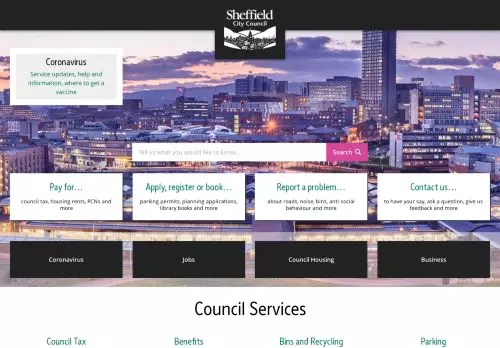 Sheffield
City Council
Coronavirus
Service updates, help and
information, where to get a
vaccine
Tell us what you would like to know...
Search
Pay for…
council tax, housing rents, PCNs and
more
Apply, register or book…
parking permits, planning applications,
library books and more
Report a problem…
about roads, noise, bins, anti-social
behaviour and more
Contact us…
to have your say, ask a question, give us
feedback and more
Coronavirus
Jobs
Council Housing
Business
Council Services
Council Tax
Benefits
Bins and Recycling
Parking